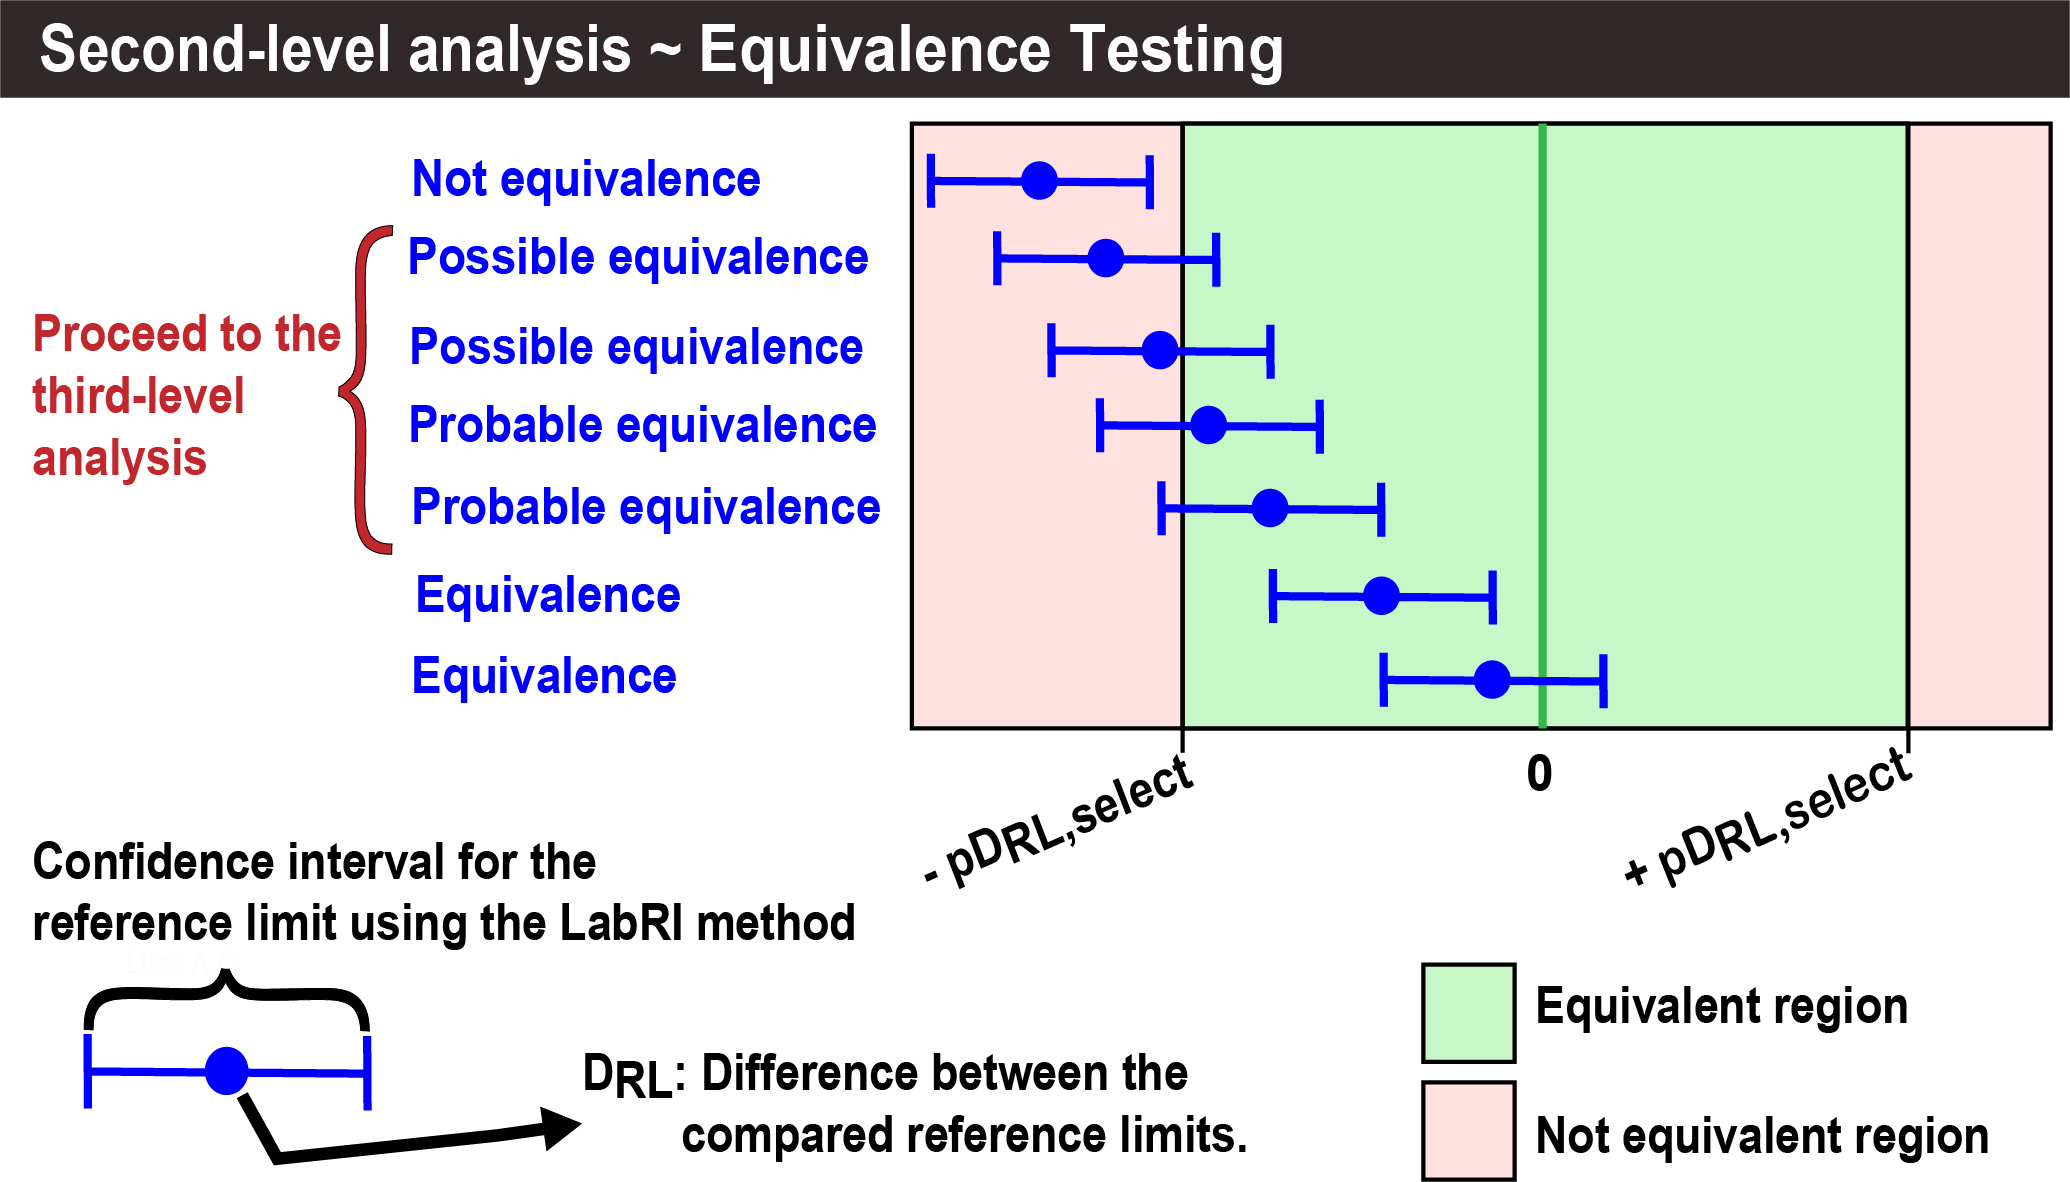 Second-level analysis ~ Equivalence Testing
Not equivalence
Possible equivalence
Possible equivalence
Probable equivalence
Probable equivalence
Equivalence
Equivalence
Proceed to the
third-level
analysis
- pDRL,select
0
+ pDRL,select
Confidence interval for the
reference limit using the LabRI method
DRL: Difference between the
compared reference limits.
Equivalent region
Not equivalent region